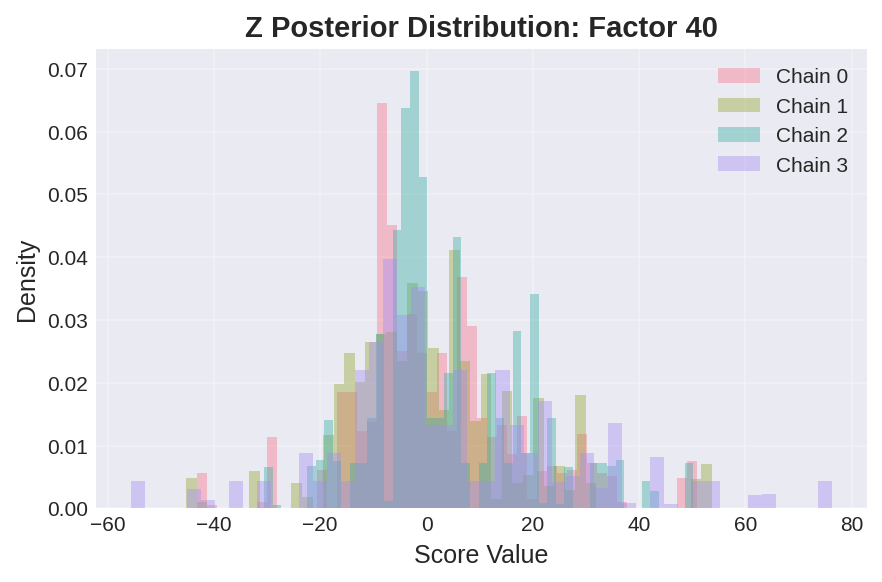 Z Posterior Distribution: Factor 40
Chain 0
Chain 1
Chain 2
Chain 3
0.07
0.06
0.05
0.04
0.03
0.02
0.01
0.00
Density
−60 −40 −20 0 20 40 60 80
Score Value